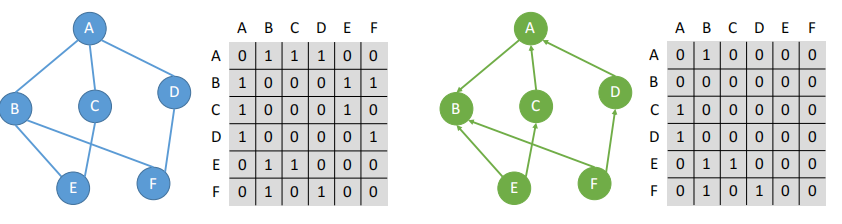 A
B
C
D
E
F
A B C D E F
A 0 1 1 1 0 0
B 1 0 0 0 1 1
C 1 0 0 0 1 0
D 1 0 0 0 0 1
E 0 1 1 0 0 0
F 0 1 0 1 0 0
A
B
C
D
E
F
A B C D E F
A 0 1 0 0 0 0
B 0 0 0 0 0 0
C 1 0 0 0 0 0
D 1 0 0 0 0 0
E 0 1 1 0 0 0
F 0 1 0 1 0 0